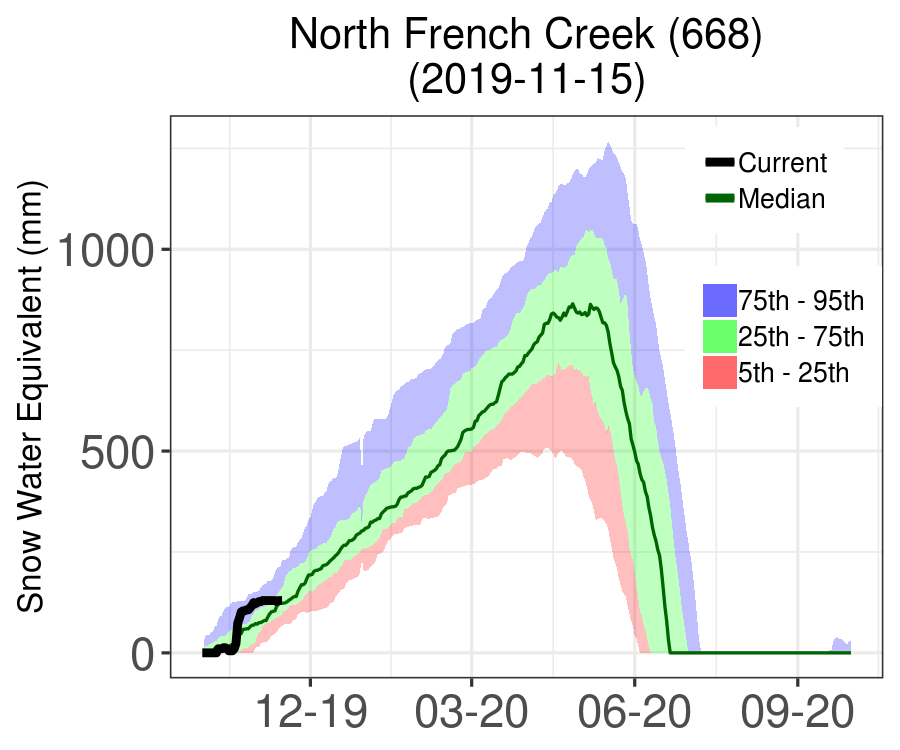 North French Creek (668)
(2019-11-15)
Snow Water Equivalent (mm)
1000
500
0
Current
Median
75th - 95th
25th - 75th
5th - 25th
12-19
03-20
06-20
09-20